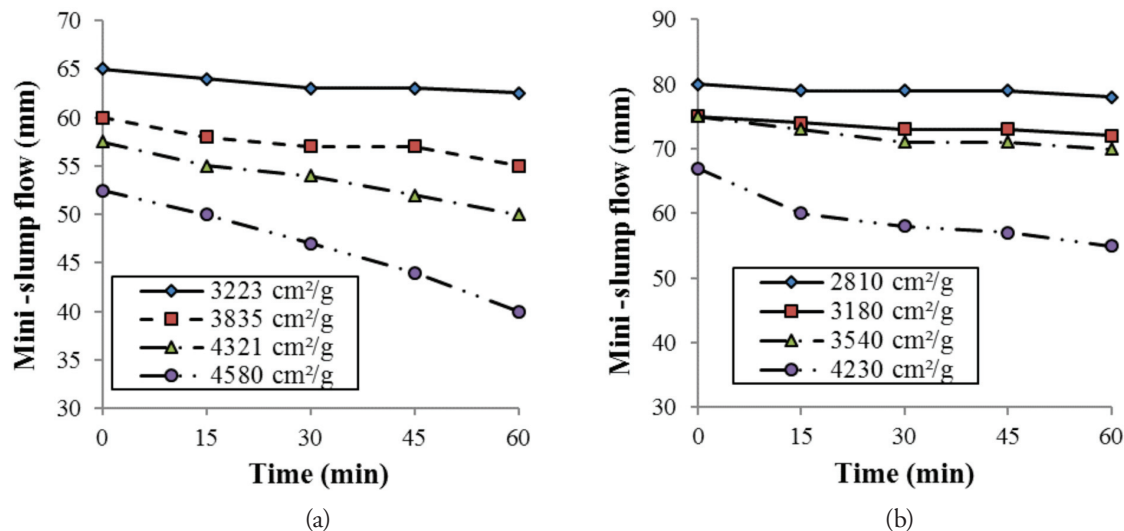 70
65
60
55
50
45
40
35
30
Mini -slump flow (mm)
3223 cm²/g
3835 cm²/g
4321 cm²/g
4580 cm²/g
0 15 30 45 60
Time (min)
(a)
90
80
70
60
50
40
30
Mini -slump flow (mm)
2810 cm²/g
3180 cm²/g
3540 cm²/g
4230 cm²/g
0 15 30 45 60
Time (min)
(b)